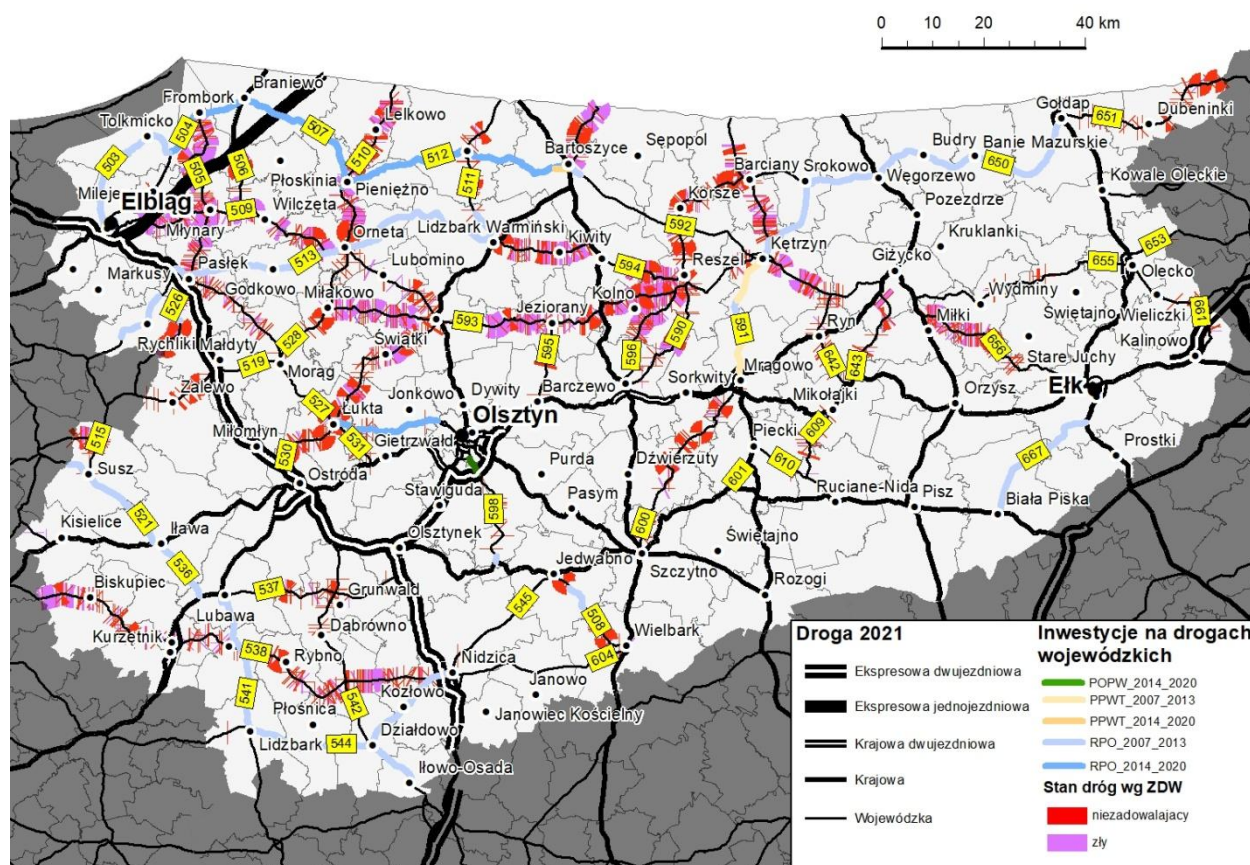 0 10 20 40 km
Braniewo
Frombork
Tolkmicko
Lelkowo
Gołdap
Dubeninki
651
504
507
503
512
Sępopol
Budry
Banie Mazurskie
650
Bartoszyce
510
506
505
511
Płoskinia
Pieniężno
Barciany
Srokowo
Węgorzewo
Kowale Oleckie
Mileje
Korsze
Pozezdrze
Elbląg
509
Wilczęta
592
Młynary
Orneta
Lidzbark Warmiński
Kiwity
Kętrzyn
Kruklanki
653
655
Pasłęk
513
Lubomino
594
Reszel
Giżycko
Olecko
Markusy
526
Godkowo
Miłakowo
Kolno
Wydminy
Jeziorany
591
Świętajno
Wieliczki
661
593
590
Ryn
Miłki
528
Rychliki
Małdyty
519
Świątki
595
596
656
Kalinowo
Stare Juchy
Morąg
642
643
Zalewo
Jonkowo
Dywity
Barczewo
Sorkwity
Mrągowo
Ełk
527
Łukta
Olsztyn
Mikołajki
Orzysz
Miłomłyn
531
Gietrzwałd
609
515
530
Piecki
Prostki
Susz
Ostróda
Purda
Dźwierzuty
601
610
667
Stawiguda
598
Pasym
Ruciane-Nida
Pisz
Biała Piska
521
Kisielice
Iława
600
Olsztynek
Świętajno
Jedwabno
Szczytno
536
Rozogi
Biskupiec
537
Grunwald
545
508
Lubawa
Kurzętnik
Dąbrówno
Wielbark
538
Rybno
604
Nidzica
541
Kozłowo
Janowo
542
Płośnica
Janowiec Kościelny
Lidzbark
544
Działdowo
Iłowo-Osada
Droga 2021
Ekspresowa dwujezdniowa
Ekspresowa jednojezdniowa
Krajowa dwujezdniowa
Krajowa
Wojewódzka
Inwestycje na drogach
wojewódzkich
POPW_2014_2020
PPWT_2007_2013
PPWT_2014_2020
RPO_2007_2013
RPO_2014_2020
Stan dróg wg ZDW
niezadowalajacy
zły